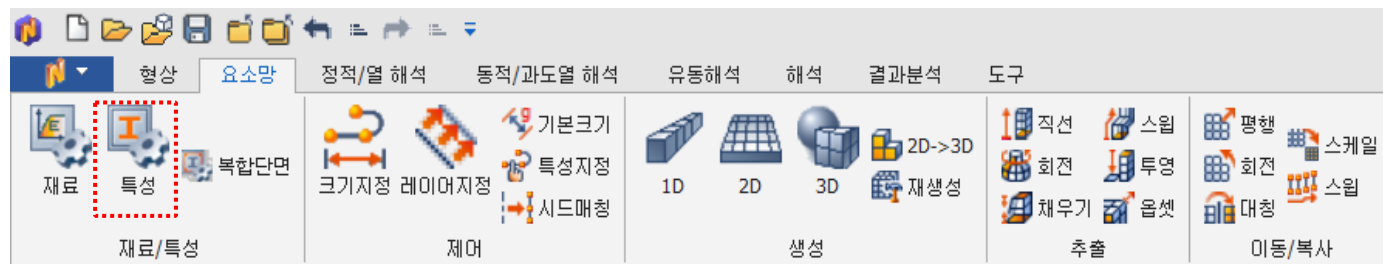 형상 요소망 정적/열 해석 동적/과도열 해석 유동해석 해석 결과분석 도구
재료 특성 복합단면
재료/특성
크기지정 레이어지정 기본크기
특성지정
시드매칭
제어
1D 2D 3D 2D->3D
재생성
생성
직선 스윕
회전 투영
채우기 옵셋
추출
평행 스케일
회전 스윕
대칭
이동/복사